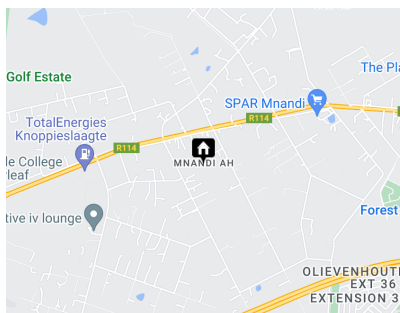 Golf Estate
The Pla
SPAR Mnandi
R114
TotalEnergies
Knoppieslaagte
R114
le College
rleaf
MNANDI AH
tive iv lounge
Forest
OLIEVENHOUT
EXT 36
EXTENSION 3